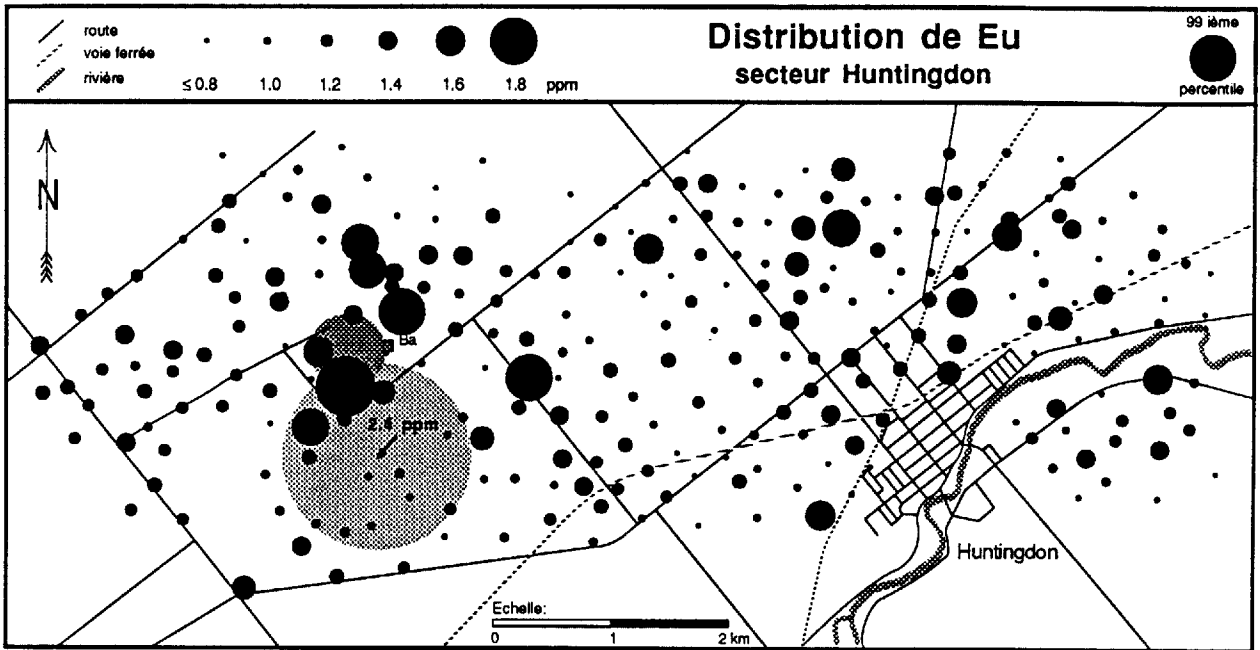 route
voie ferrée
rivière
≤ 0.8 1.0 1.2 1.4 1.6 1.8 ppm
Distribution de Eu
secteur Huntingdon
99 ième
percentile
N
Ba
2.4 ppm
Huntingdon
Echelle:
0 1 2 km